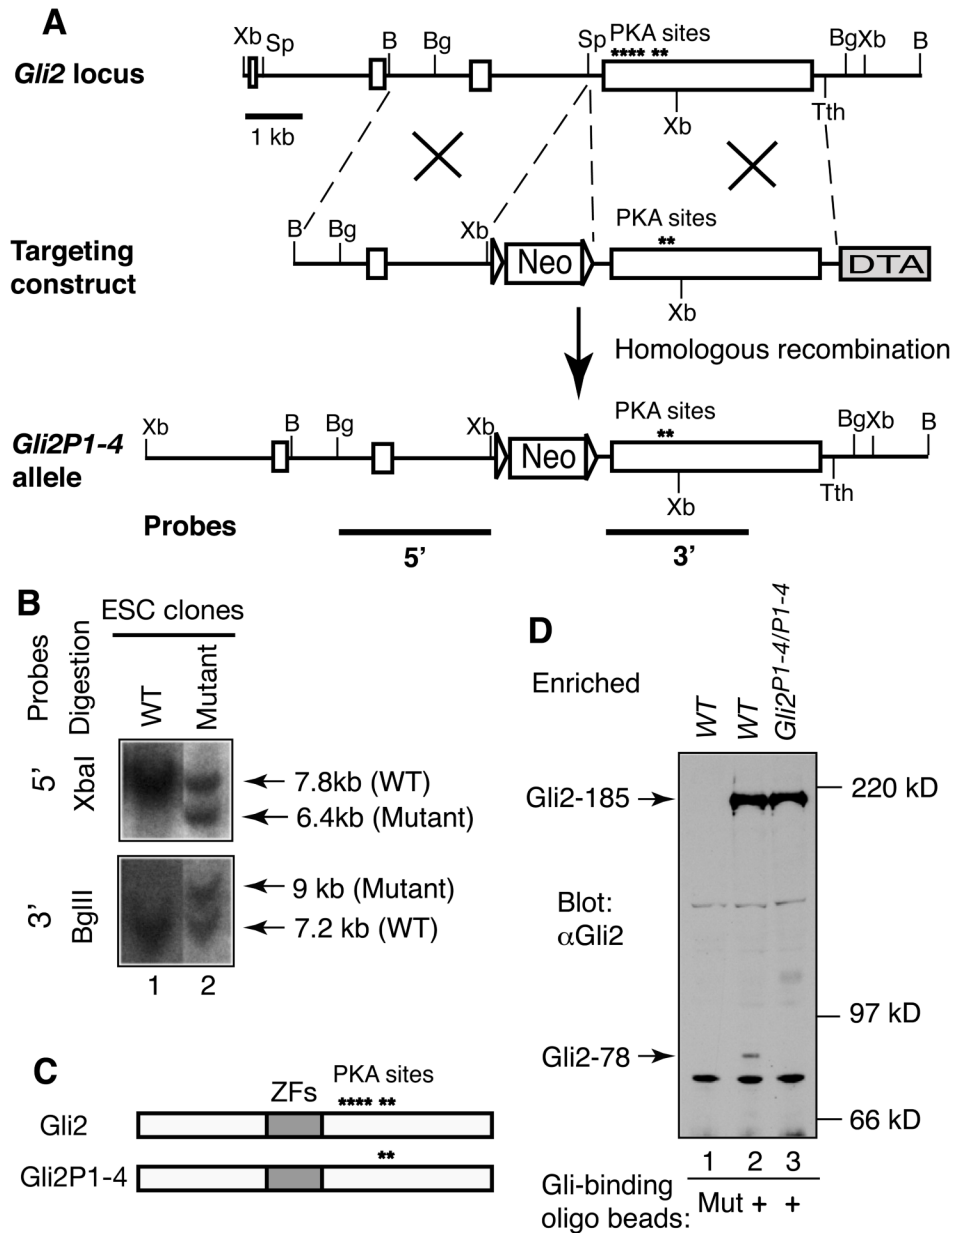 A
Xb Sp B Bg Sp PKA sites BgXb B
**** **
Gli2 locus
Xb Tth
1 kb
PKA sites
**
B Bg Xb
Targeting
construct
Neo DTA
Xb
Homologous recombination
PKA sites
**
Xb B Bg Xb BgXb B
Gli2P1-4
allele
Neo
Xb Tth
Probes
5’ 3’
B
ESC clones
Probes Digestion WT Mutant
5’ XbaI
7.8kb (WT)
6.4kb (Mutant)
3’ BglII
9 kb (Mutant)
7.2 kb (WT)
1 2
C
PKA sites
ZFs **** **
Gli2
**
Gli2P1-4
D
Enriched WT WT Gli2P1-4/P1-4
Gli2-185 220 kD
Blot:
αGli2
97 kD
Gli2-78
66 kD
1 2 3
Gli-binding
oligo beads: Mut + +